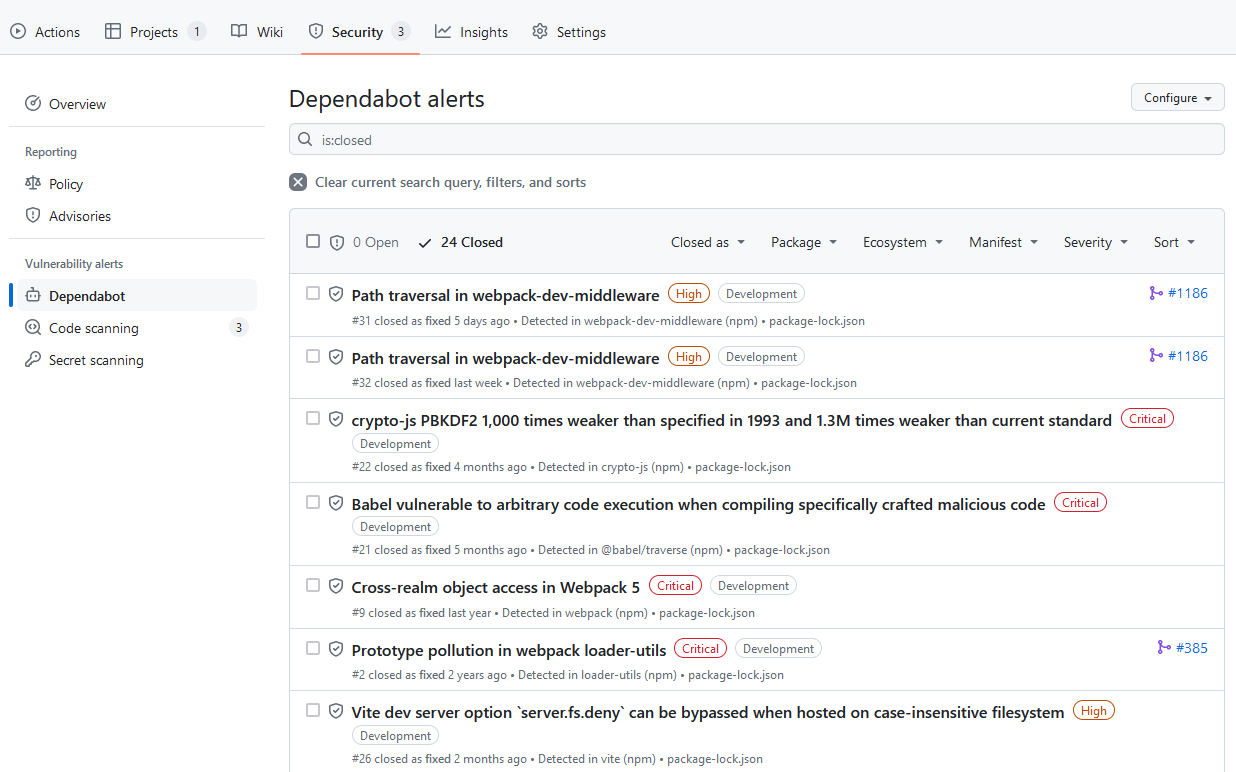 Actions Projects 1 Wiki Security 3 Insights Settings
Overview
Reporting
Policy
Advisories
Vulnerability alerts
Dependabot
Code scanning 3
Secret scanning
Dependabot alerts Configure
is:closed
Clear current search query, filters, and sorts
0 Open 24 Closed Closed as Package Ecosystem Manifest Severity Sort
Path traversal in webpack-dev-middleware High Development #1186
#31 closed as fixed 5 days ago • Detected in webpack-dev-middleware (npm) • package-lock.json
Path traversal in webpack-dev-middleware High Development #1186
#32 closed as fixed last week • Detected in webpack-dev-middleware (npm) • package-lock.json
crypto-js PBKDF2 1,000 times weaker than specified in 1993 and 1.3M times weaker than current standard Critical
Development
#22 closed as fixed 4 months ago • Detected in crypto-js (npm) • package-lock.json
Babel vulnerable to arbitrary code execution when compiling specifically crafted malicious code Critical
Development
#21 closed as fixed 5 months ago • Detected in @babel/traverse (npm) • package-lock.json
Cross-realm object access in Webpack 5 Critical Development
#9 closed as fixed last year • Detected in webpack (npm) • package-lock.json
Prototype pollution in webpack loader-utils Critical Development #385
#2 closed as fixed 2 years ago • Detected in loader-utils (npm) • package-lock.json
Vite dev server option `server.fs.deny` can be bypassed when hosted on case-insensitive filesystem High
Development
#26 closed as fixed 2 months ago • Detected in vite (npm) • package-lock.json